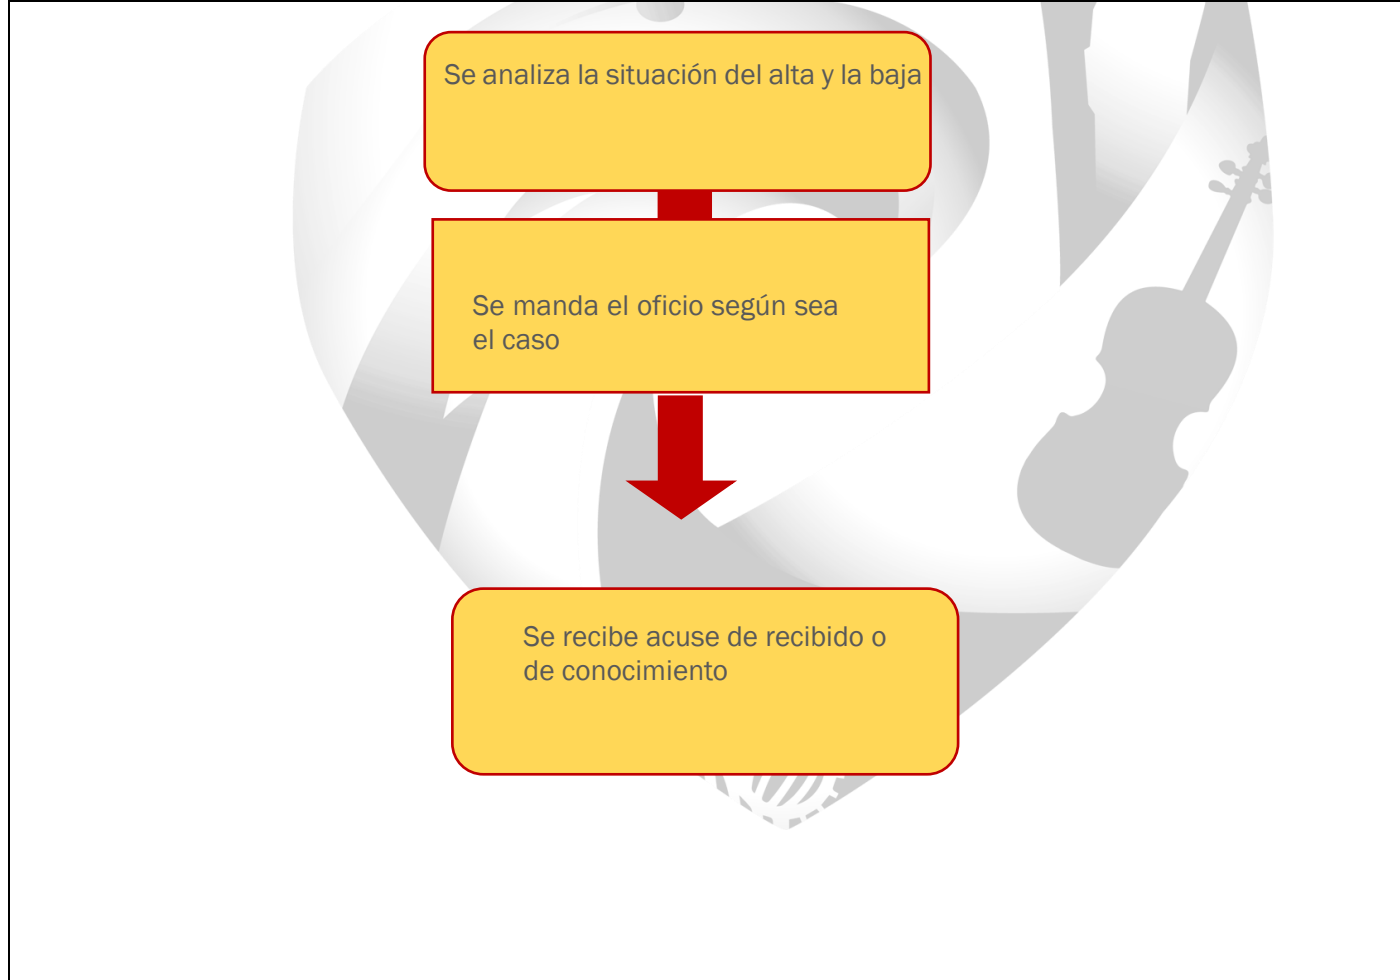 Se analiza la situación del alta y la baja
Se manda el oficio según sea
el caso
Se recibe acuse de recibido o
de conocimiento